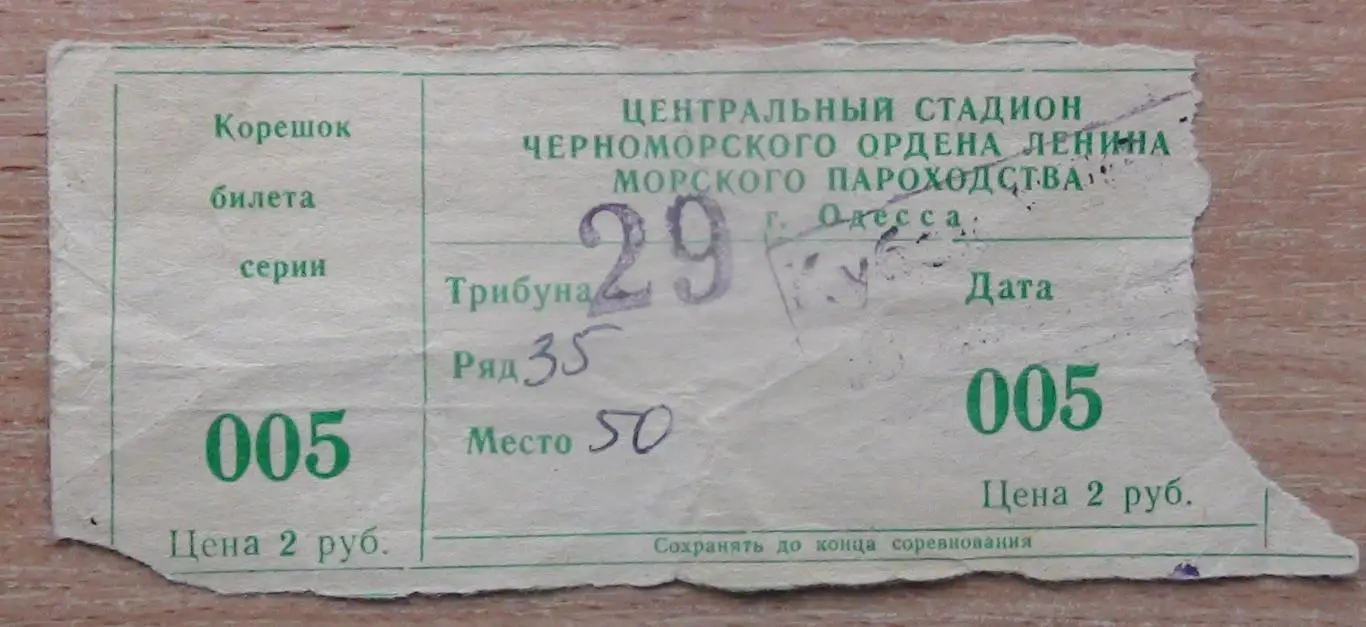 Корешок
билета
серии
005
Цена 2 руб.
ЦЕНТРАЛЬНЫЙ СТАДИОН
ЧЕРНОМОРСКОГО ОРДЕНА ЛЕНИНА
МОРСКОГО ПАРОХОДСТВА
г. Одесса
Трибуна 29
Ряд 35
Место 50
Дата
005
Цена 2 руб.
Сохранять до конца соревнования